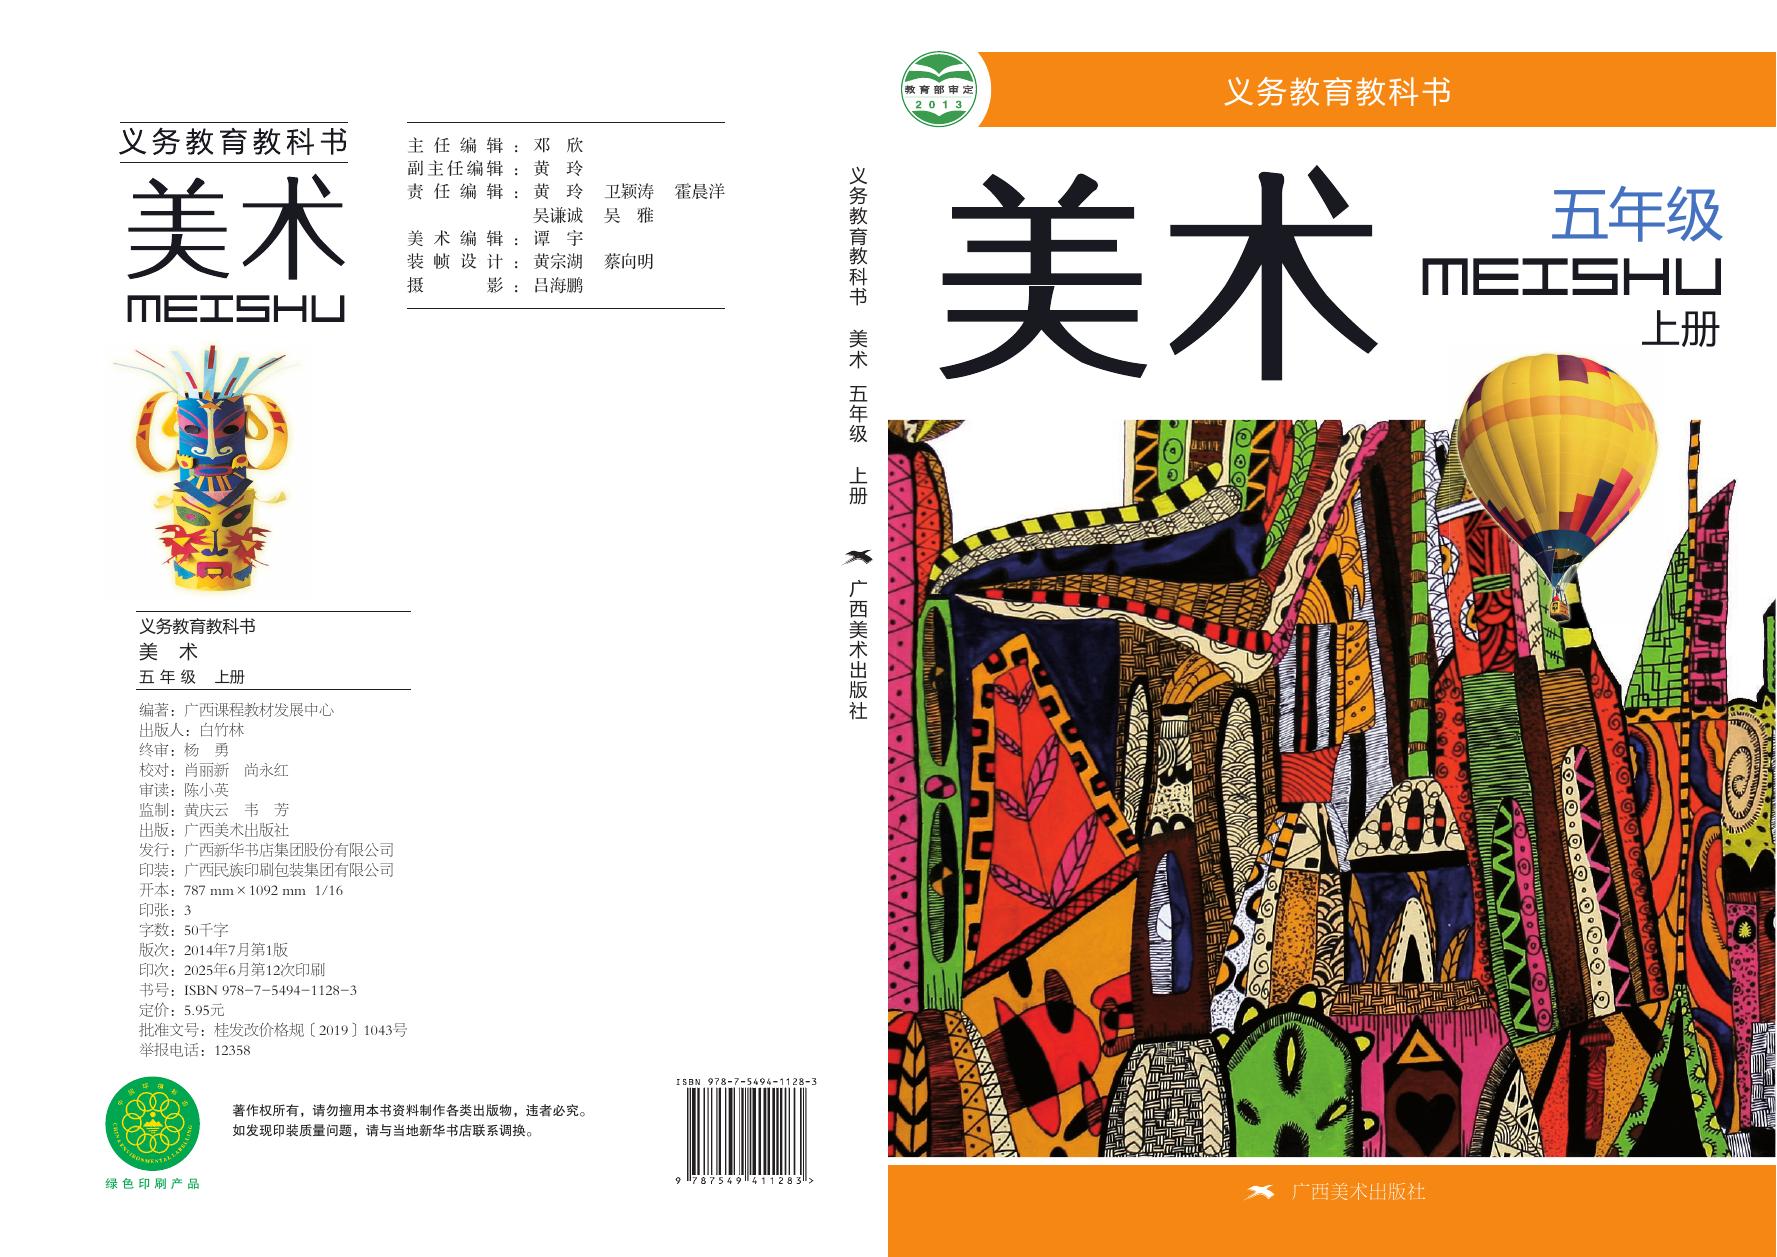 义务教育教科书
美术
MEISHU
主任编辑：邓 欣
副主任编辑：黄 玲
责任编辑：黄 玲 卫颖涛 霍晨洋
吴谦诚 吴 雅
美术编辑：谭 宇
装帧设计：黄宗湖 蔡向明
摄 影：吕海鹏
义务教育教科书
美 术
五年级 上册
编著：广西课程教材发展中心
出版人：白竹林
终审：杨 勇
校对：肖丽新 尚永红
审读：陈小英
监制：黄庆云 韦 芳
出版：广西美术出版社
发行：广西新华书店集团股份有限公司
印装：广西民族印刷包装集团有限公司
开本：787 mm×1092 mm 1/16
印张：3
字数：50千字
版次：2014年7月第1版
印次：2025年6月第12次印刷
书号：ISBN 978-7-5494-1128-3
定价：5.95元
批准文号：桂发改价格规〔2019〕1043号
举报电话：12358
中国环境标志
CHINA ENVIRONMENTAL LABELLING
绿色印刷产品
著作权所有，请勿擅用本书资料制作各类出版物，违者必究。
如发现印装质量问题，请与当地新华书店联系调换。
ISBN 978-7-5494-1128-3
9 787549 411283 >
义务教育教科书 美术 五年级 上册 广西美术出版社
教育部审定
2013
义务教育教科书
美术
五年级
MEISHU
上册
广西美术出版社